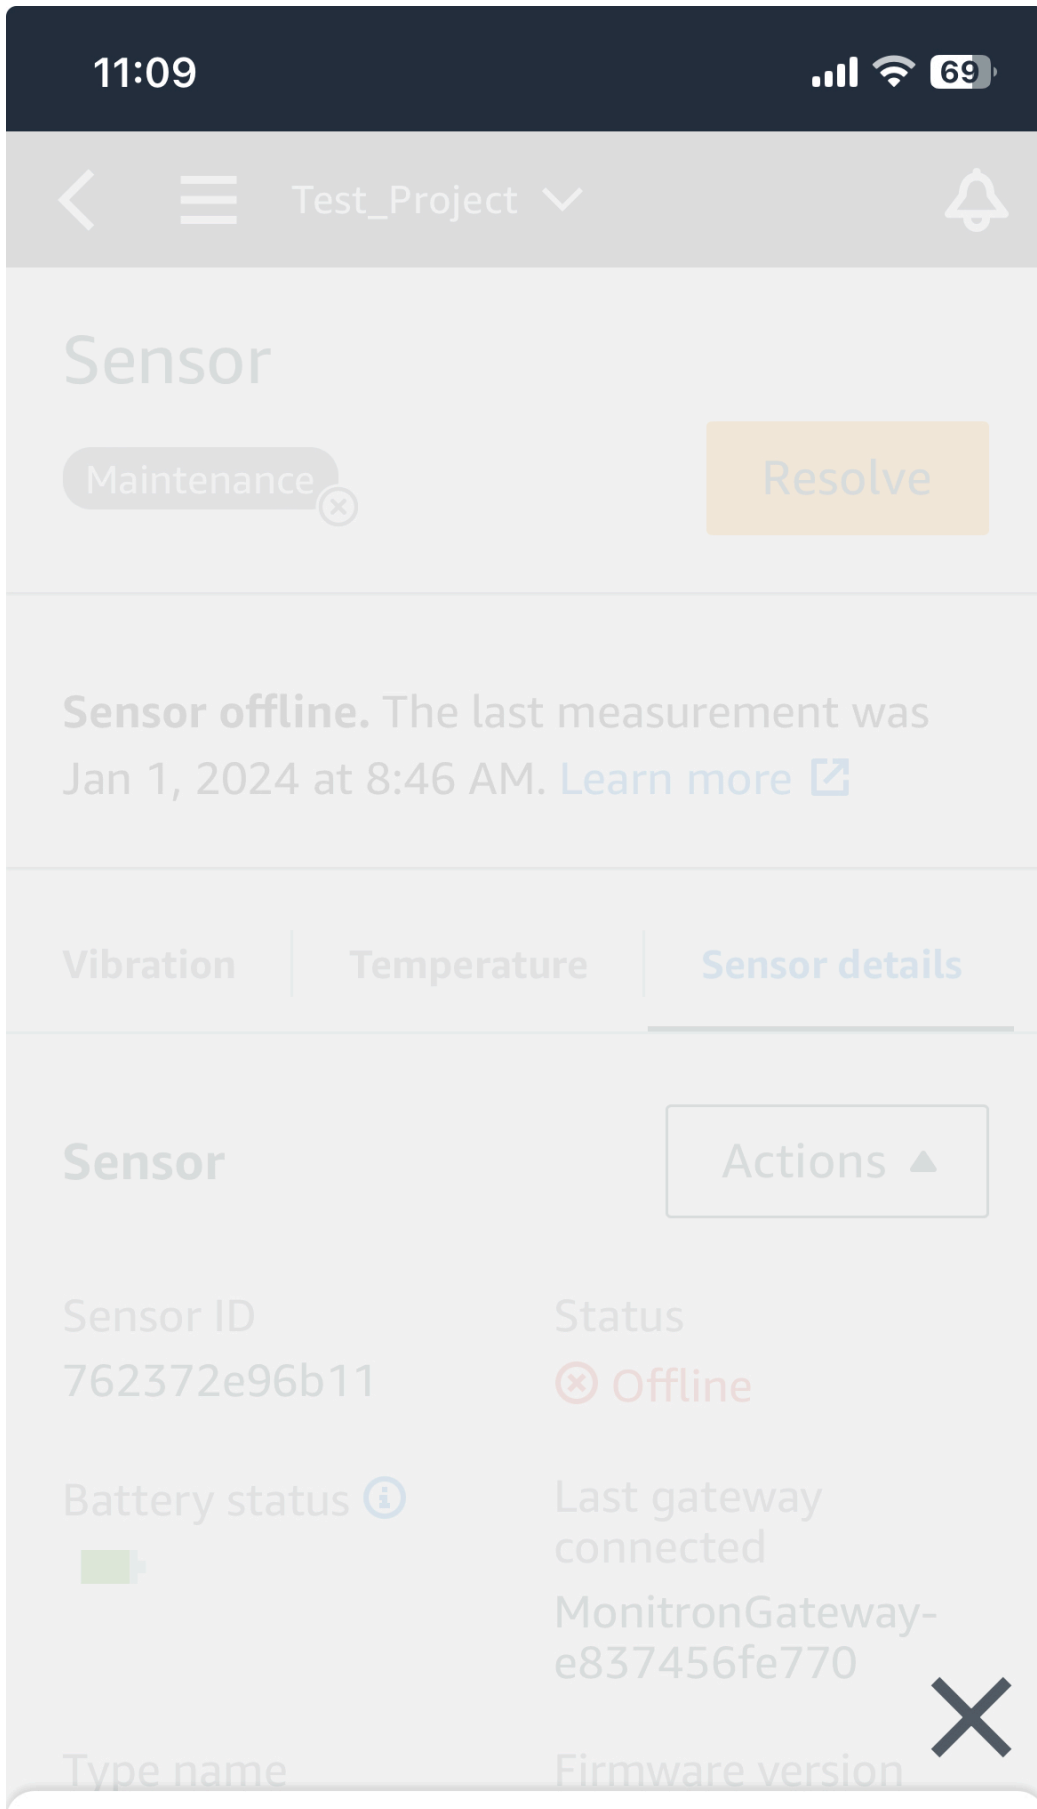 11:09
69
Test_Project
Sensor
Maintenance
Resolve
Sensor offline. The last measurement was
Jan 1, 2024 at 8:46 AM. Learn more
Vibration
Temperature
Sensor details
Sensor
Actions
Sensor ID
Status
762372e96b11
Offline
Battery status
Last gateway
connected
MonitronGateway-
e837456fe770
Type name
Firmware version